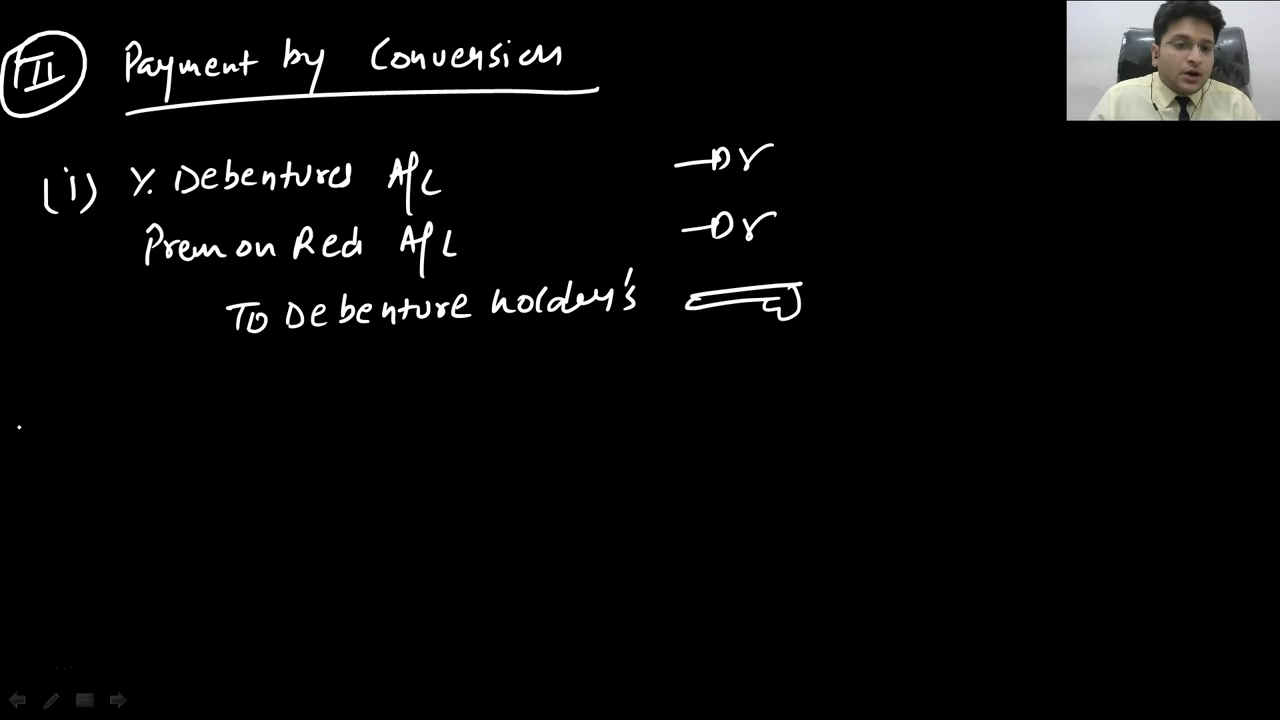 II Payment by Conversion
(i) % Debentures A/c → Dr
Prem on Red A/c → Dr
To Debenture holder's